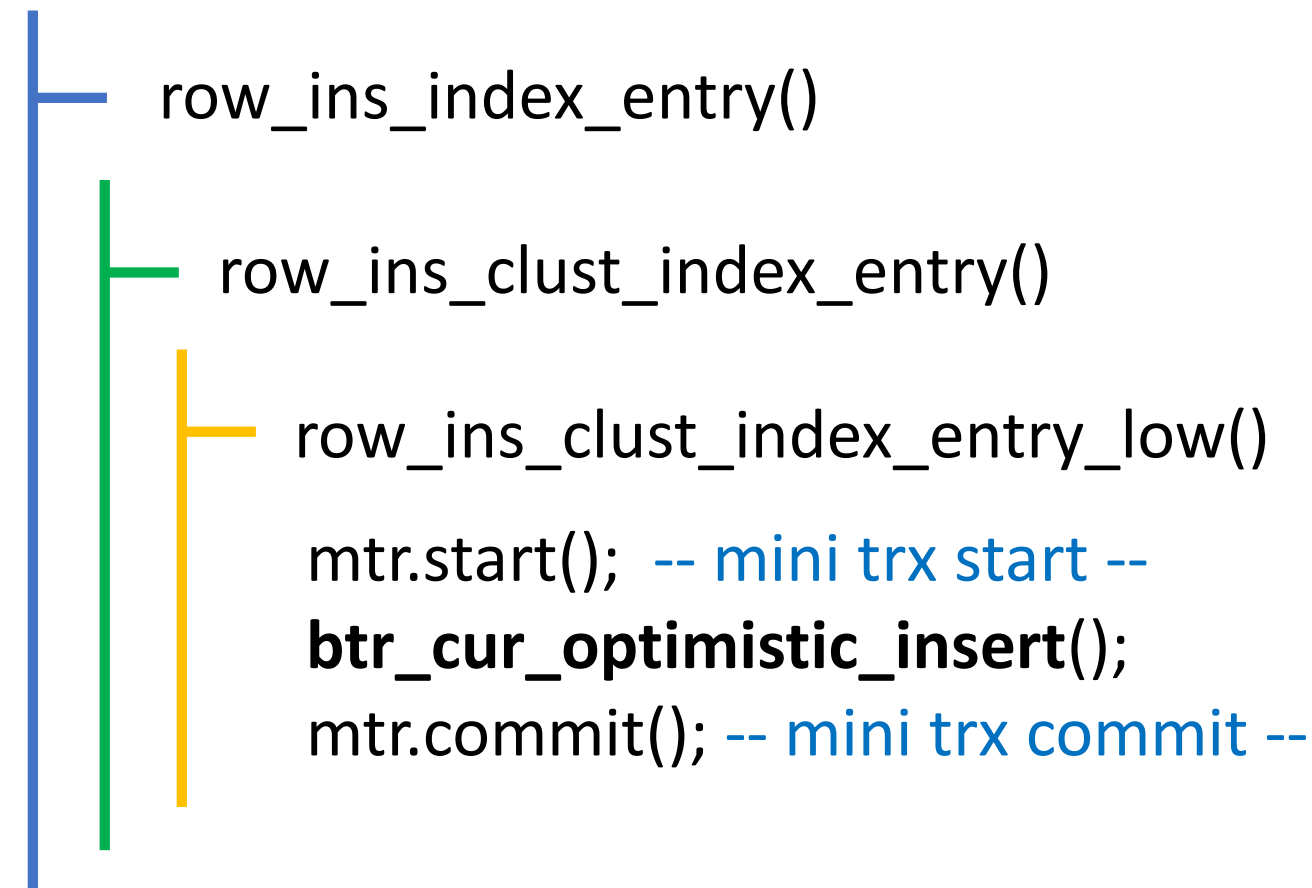 row_ins_index_entry()
row_ins_clust_index_entry()
row_ins_clust_index_entry_low()
mtr.start(); -- mini trx start --
btr_cur_optimistic_insert();
mtr.commit(); -- mini trx commit --